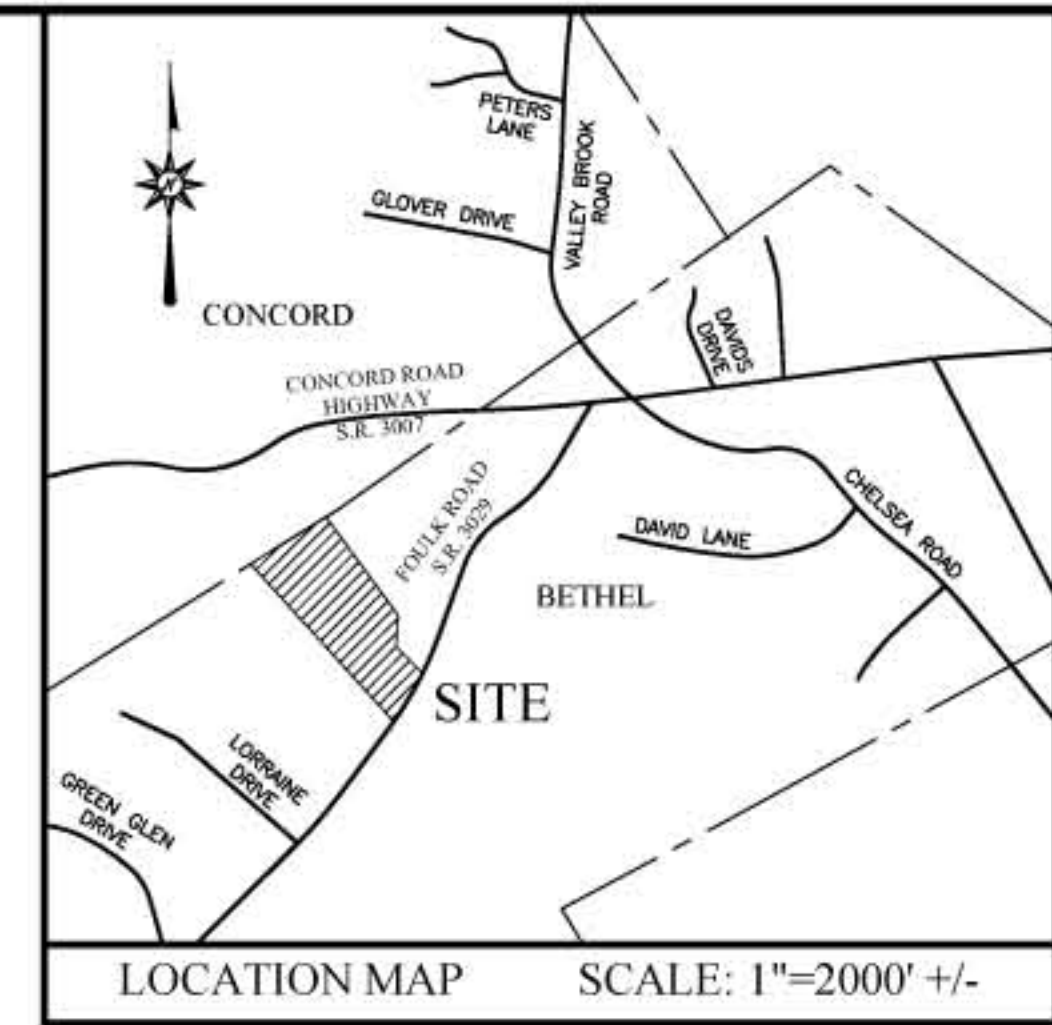 PETERS
LANE
VALLEY BROOK
ROAD
GLOVER DRIVE
N
CONCORD
DAVIDS
DRIVE
CONCORD ROAD
HIGHWAY
S.R. 3007
FOULK ROAD
S.R. 3029
CHELSEA ROAD
DAVID LANE
BETHEL
SITE
LORRAINE
DRIVE
GREEN GLEN
DRIVE
LOCATION MAP SCALE: 1"=2000' +/-